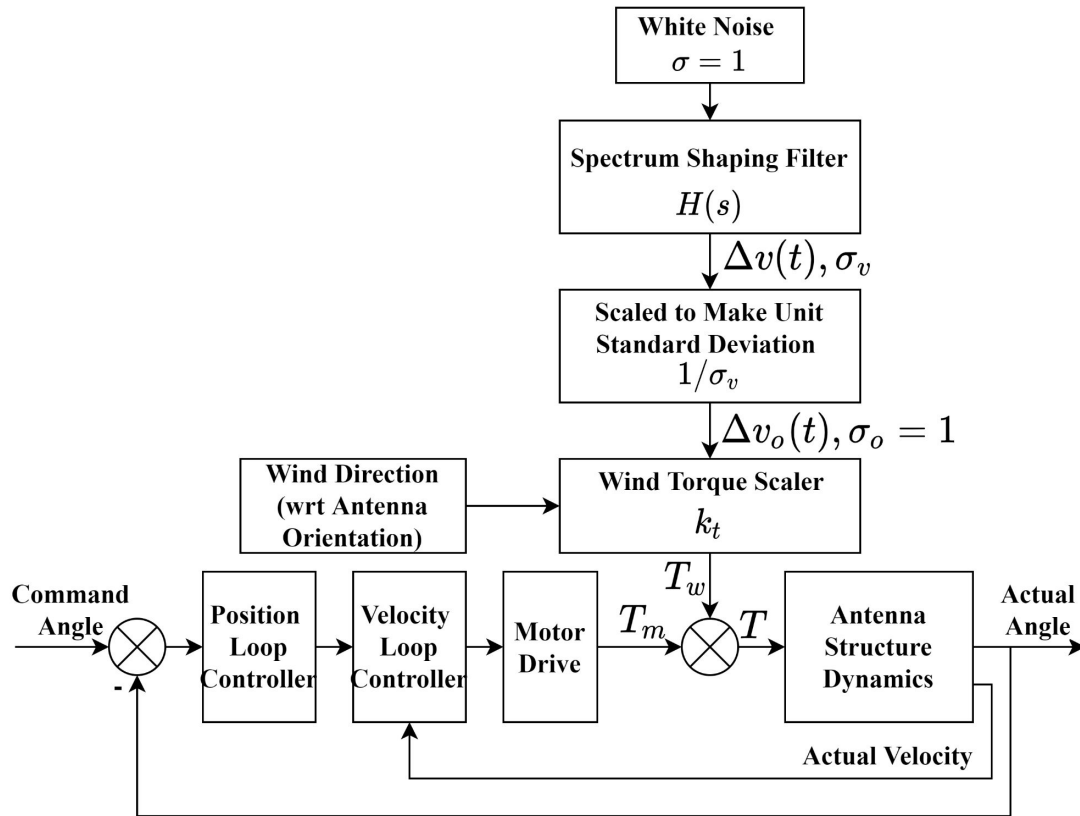 White Noise
σ = 1
Spectrum Shaping Filter
H(s)
Δv(t), σ_v
Scaled to Make Unit
Standard Deviation
1/σ_v
Δv_o(t), σ_o = 1
Wind Direction
(wrt Antenna
Orientation)
Wind Torque Scaler
k_t
T_w
Command
Angle
-
Position
Loop
Controller
Velocity
Loop
Controller
Motor
Drive
T_m
T
Antenna
Structure
Dynamics
Actual
Angle
Actual Velocity